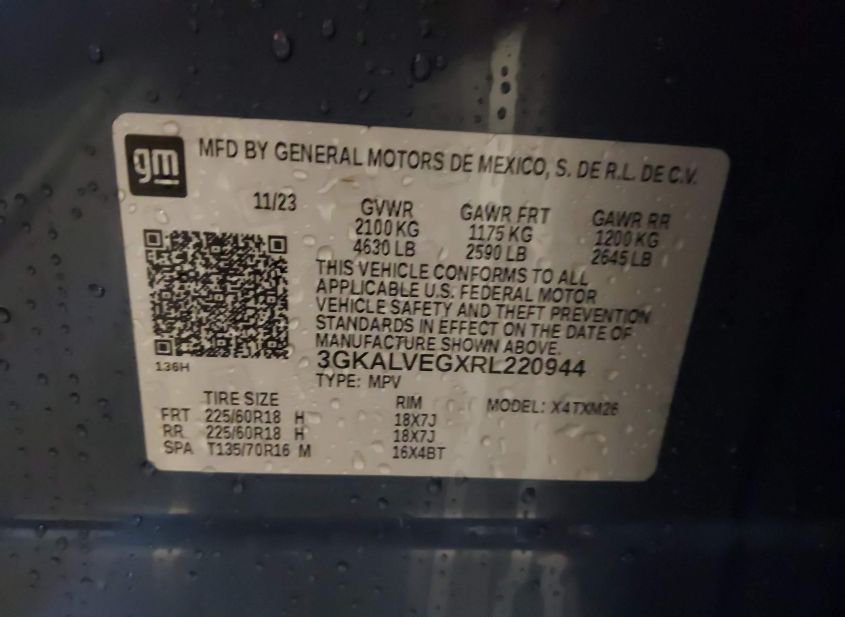 gm
MFD BY GENERAL MOTORS DE MEXICO, S. DE R.L. DE C.V.
11/23 GVWR GAWR FRT GAWR RR
2100 KG 1175 KG 1200 KG
4630 LB 2590 LB 2645 LB
THIS VEHICLE CONFORMS TO ALL
APPLICABLE U.S. FEDERAL MOTOR
VEHICLE SAFETY AND THEFT PREVENTION
STANDARDS IN EFFECT ON THE DATE OF
MANUFACTURE SHOWN ABOVE.
136H
3GKALVEGXRL220944
TYPE: MPV
TIRE SIZE RIM MODEL: X4TXM26
FRT 225/60R18 H 18X7J
RR 225/60R18 H 18X7J
SPA T135/70R16 M 16X4BT